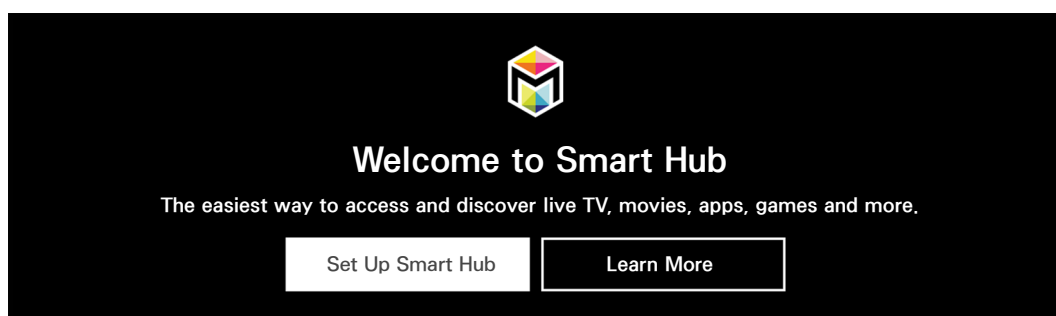 Welcome to Smart Hub
The easiest way to access and discover live TV, movies, apps, games and more.
Set Up Smart Hub
Learn More